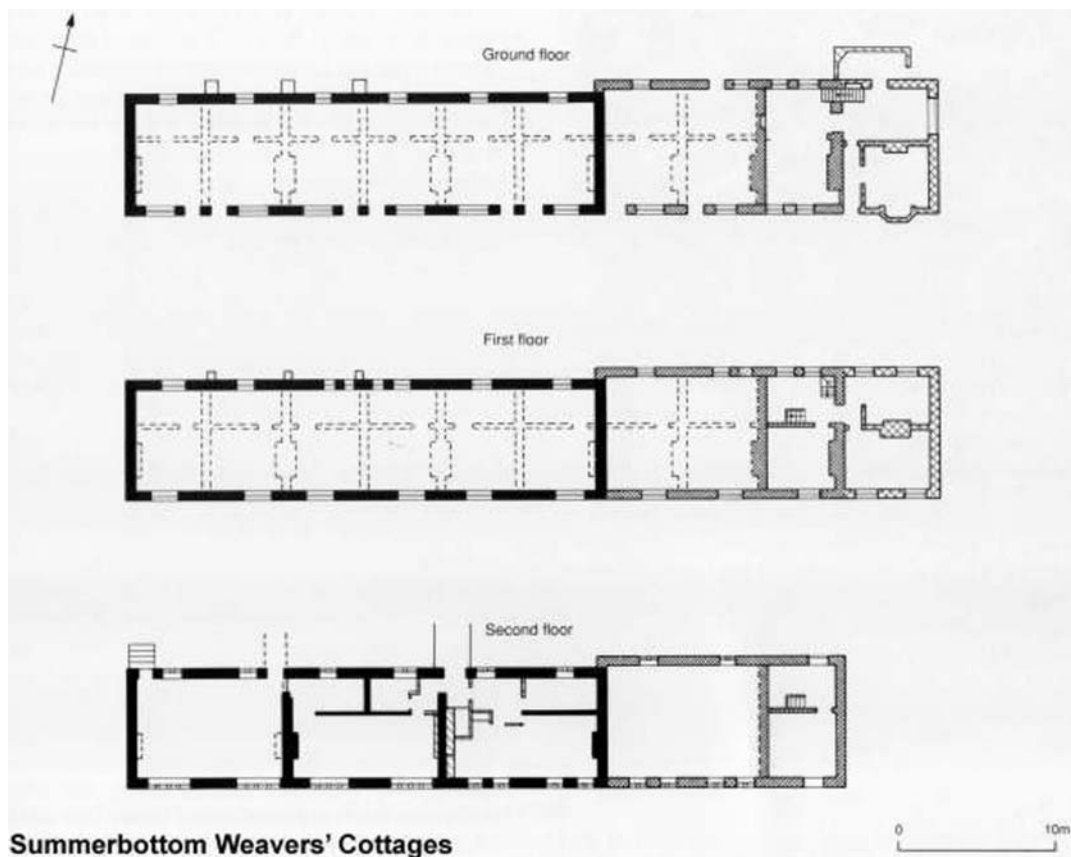 Ground floor
First floor
Second floor
Summerbottom Weavers' Cottages
0 10m